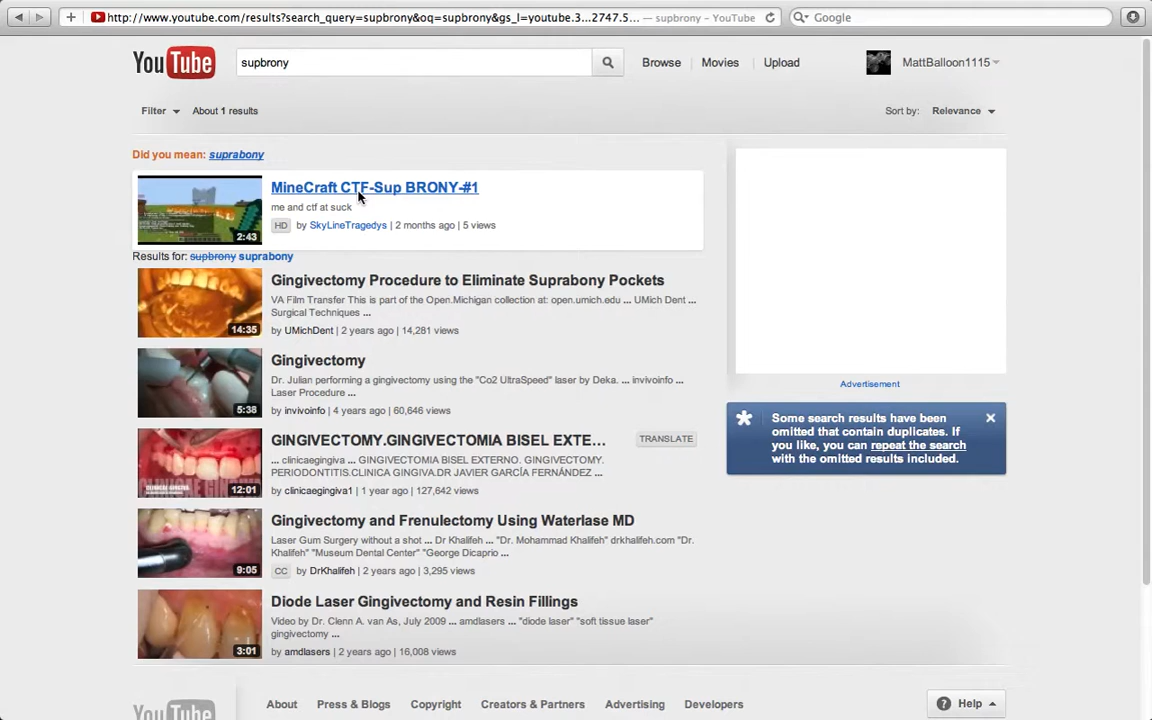 http://www.youtube.com/results?search_query=supbrony&oq=supbrony&gs_l=youtube.3...2747.5... — supbrony – YouTube
Google
YouTube
supbrony
Browse Movies Upload
MattBalloon1115
Filter
About 1 results
Sort by: Relevance
Did you mean: suprabony
MineCraft CTF-Sup BRONY-#1
me and ctf at suck
HD by SkyLineTragedys | 2 months ago | 5 views
2:43
Results for: supbrony suprabony
Gingivectomy Procedure to Eliminate Suprabony Pockets
VA Film Transfer This is part of the Open.Michigan collection at: open.umich.edu ... UMich Dent ...
Surgical Techniques ...
by UMichDent | 2 years ago | 14,281 views
14:35
Gingivectomy
Dr. Julian performing a gingivectomy using the "Co2 UltraSpeed" laser by Deka. ... invivoinfo ...
Laser Procedure ...
by invivoinfo | 4 years ago | 60,646 views
5:38
GINGIVECTOMY.GINGIVECTOMIA BISEL EXTE...
TRANSLATE
... clinicaegingiva ... GINGIVECTOMIA BISEL EXTERNO. GINGIVECTOMY.
PERIODONTITIS.CLINICA GINGIVA.DR JAVIER GARCÍA FERNÁNDEZ ...
by clinicaegingiva1 | 1 year ago | 127,642 views
12:01
Gingivectomy and Frenulectomy Using Waterlase MD
Laser Gum Surgery without a shot ... Dr Khalifeh ... "Dr. Mohammad Khalifeh" drkhalifeh.com "Dr.
Khalifeh" "Museum Dental Center" "George Dicaprio ...
CC by DrKhalifeh | 2 years ago | 3,295 views
9:05
Diode Laser Gingivectomy and Resin Fillings
Video by Dr. Clenn A. van As, July 2009 ... amdlasers ... "diode laser" "soft tissue laser"
gingivectomy ...
by amdlasers | 2 years ago | 16,008 views
3:01
Advertisement
Some search results have been
omitted that contain duplicates. If
you like, you can repeat the search
with the omitted results included.
YouTube
About Press & Blogs Copyright Creators & Partners Advertising Developers
Help